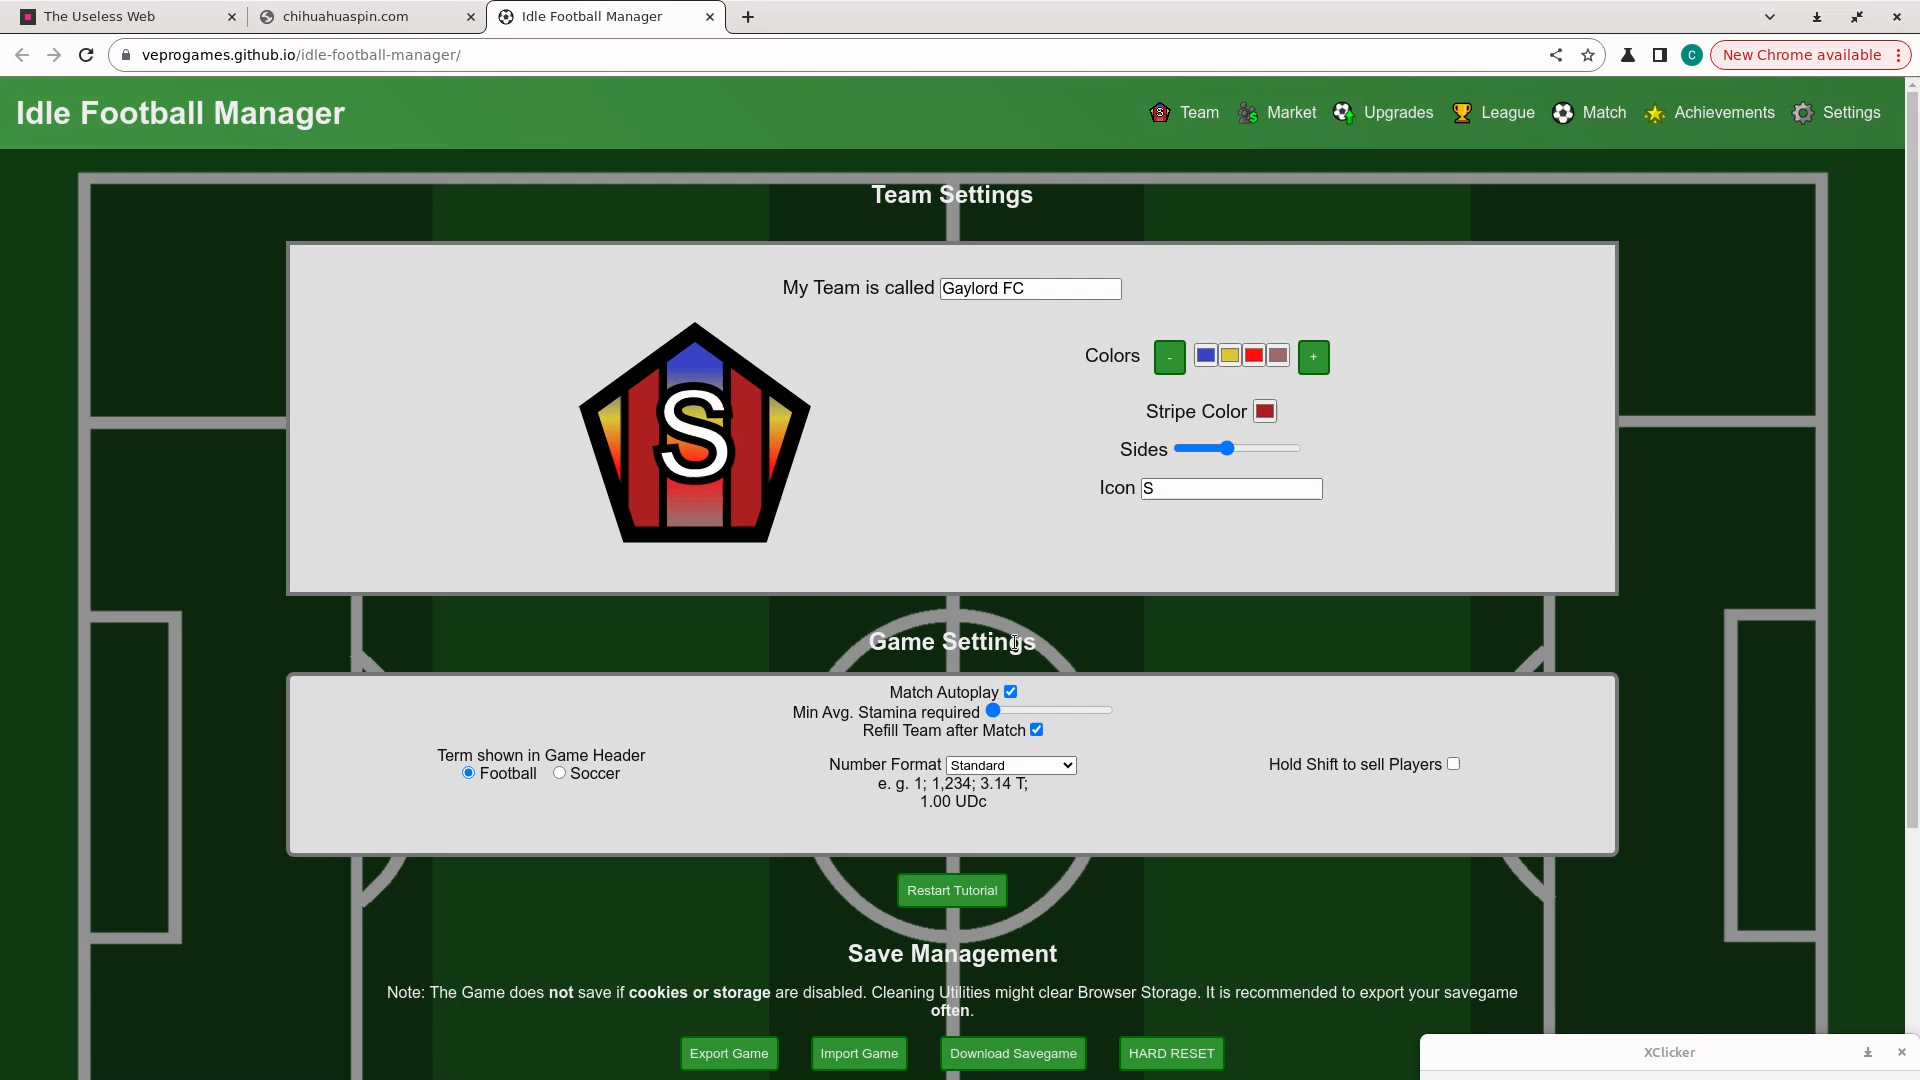 The Useless Web
chihuahuaspin.com
Idle Football Manager
veprogames.github.io/idle-football-manager/
C
New Chrome available
Idle Football Manager
Team
Market
Upgrades
League
Match
Achievements
Settings
Team Settings
My Team is called Gaylord FC
S
Colors - +
Stripe Color
Sides
Icon S
Game Settings
Match Autoplay
Min Avg. Stamina required
Refill Team after Match
Term shown in Game Header
Football Soccer
Number Format Standard
e. g. 1; 1,234; 3.14 T;
1.00 UDc
Hold Shift to sell Players
Restart Tutorial
Save Management
Note: The Game does not save if cookies or storage are disabled. Cleaning Utilities might clear Browser Storage. It is recommended to export your savegame
often.
Export Game
Import Game
Download Savegame
HARD RESET
XClicker